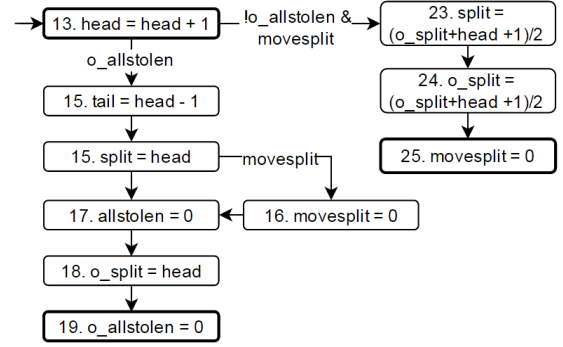 13. head = head + 1
!o_allstolen &
movesplit
23. split =
(o_split+head +1)/2
o_allstolen
24. o_split =
(o_split+head +1)/2
15. tail = head - 1
15. split = head
movesplit
25. movesplit = 0
17. allstolen = 0
16. movesplit = 0
18. o_split = head
19. o_allstolen = 0